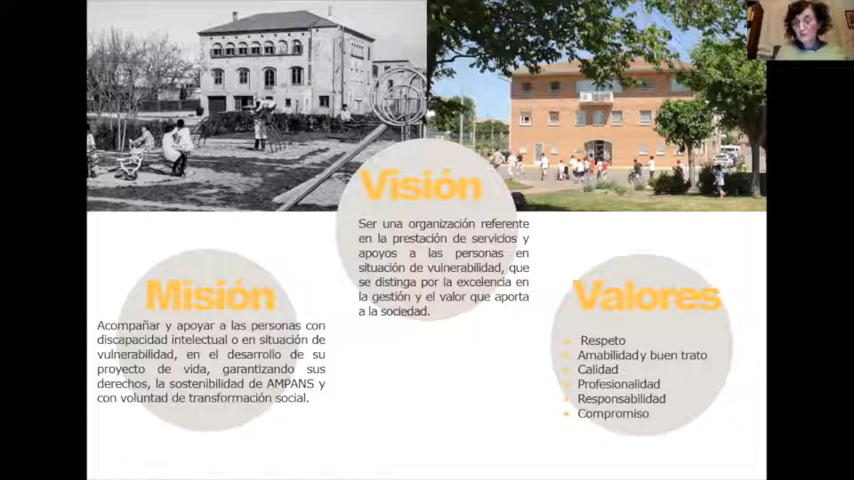 Visión
Ser una organización referente
en la prestación de servicios y
apoyos a las personas en
situación de vulnerabilidad, que
se distinga por la excelencia en
la gestión y el valor que aporta
a la sociedad.
Misión
Acompañar y apoyar a las personas con
discapacidad intelectual o en situación de
vulnerabilidad, en el desarrollo de su
proyecto de vida, garantizando sus
derechos, la sostenibilidad de AMPANS y
con voluntad de transformación social.
Valores
Respeto
Amabilidad y buen trato
Calidad
Profesionalidad
Responsabilidad
Compromiso